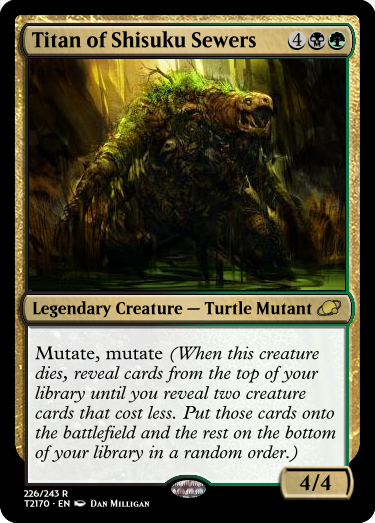 Titan of Shisuku Sewers 4
Legendary Creature — Turtle Mutant
Mutate, mutate (When this creature
dies, reveal cards from the top of your
library until you reveal two creature
cards that cost less. Put those cards onto
the battlefield and the rest on the bottom
of your library in a random order.)
4/4
226/243 R
T2170 · EN Dan Milligan